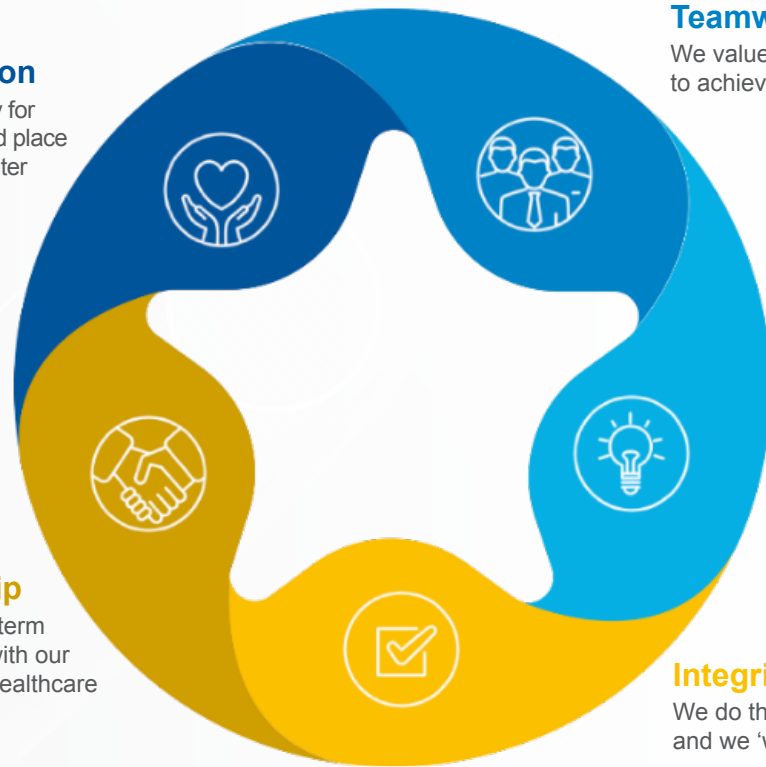 Teamw
We value
to achiev
on
y for
d place
ter
ip
term
with our
ealthcare
Integri
We do th
and we ‘w